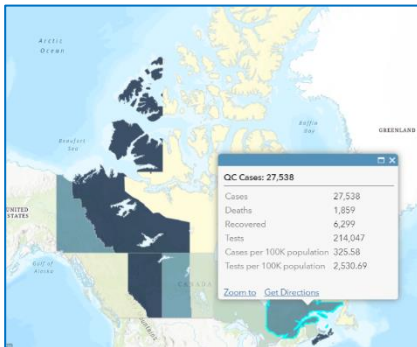 Arctic
Ocean
Beaufort
Sea
Baffin
Bay
GREENLAND
UNITED
STATES
Gulf of
Alaska
CANADA
QC Cases: 27,538
Cases 27,538
Deaths 1,859
Recovered 6,299
Tests 214,047
Cases per 100K population 325.58
Tests per 100K population 2,530.69
Zoom to Get Directions